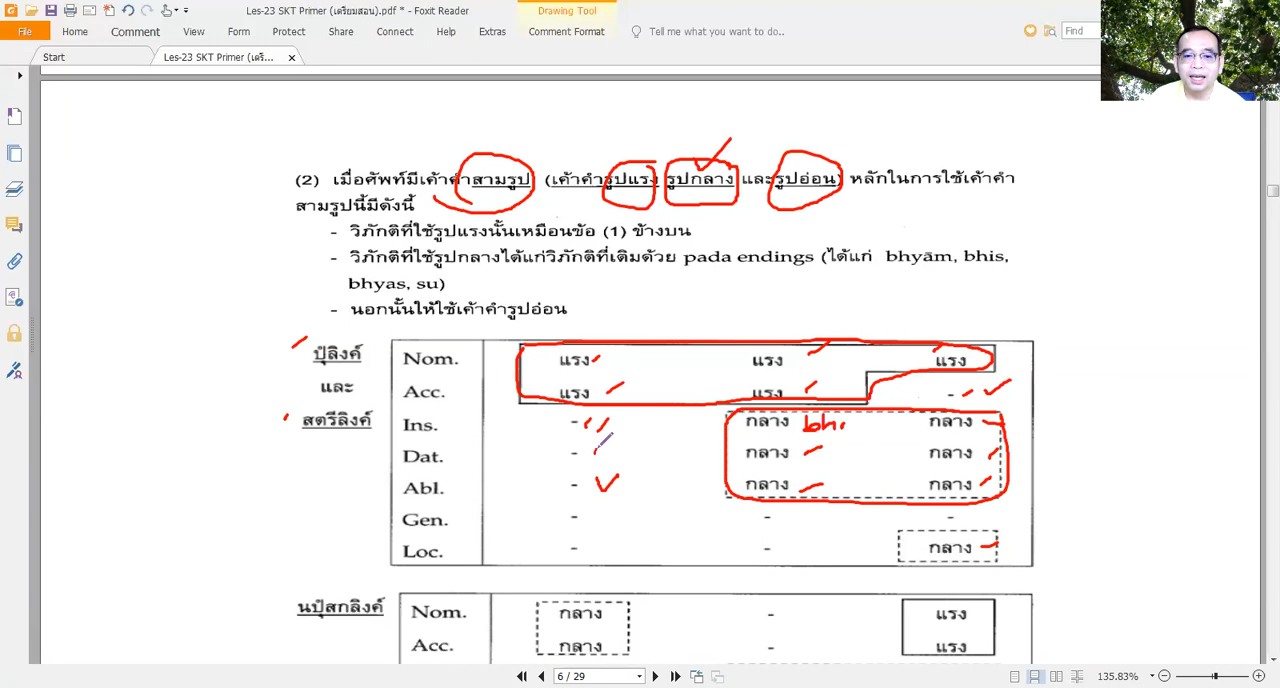 Les-23 SKT Primer (เตรียมสอน).pdf * - Foxit Reader
Drawing Tool
File Home Comment View Form Protect Share Connect Help Extras Comment Format Tell me what you want to do.. Find
Start Les-23 SKT Primer (เตรี...
(2) เมื่อศัพท์มีเค้าคำสามรูป (เค้าคำรูปแรง รูปกลาง และรูปอ่อน) หลักในการใช้เค้าคำ
สามรูปนี้มีดังนี้
- วิภักติที่ใช้รูปแรงนั้นเหมือนข้อ (1) ข้างบน
- วิภักติที่ใช้รูปกลางได้แก่วิภักติที่เดิมด้วย pada endings (ได้แก่ bhyām, bhis,
bhyas, su)
- นอกนั้นให้ใช้เค้าคำรูปอ่อน
ปุํลิงค์ Nom. แรง แรง แรง
และ Acc. แรง แรง -
สตรีลิงค์ Ins. - กลาง bhi กลาง
Dat. - กลาง กลาง
Abl. - กลาง กลาง
Gen. - - -
Loc. - - กลาง
นปุํสกลิงค์ Nom. กลาง - แรง
Acc. กลาง - แรง
6 / 29 135.83%